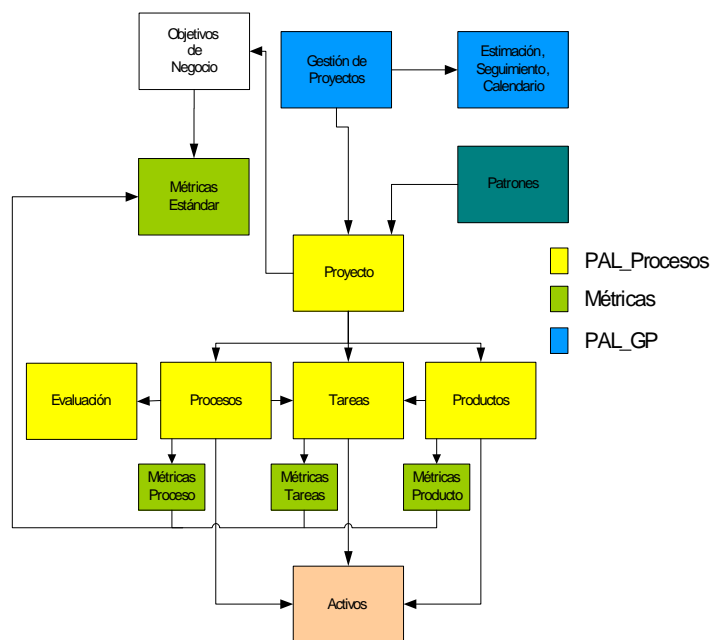 Objetivos
de
Negocio
Gestión de
Proyectos
Estimación,
Seguimiento,
Calendario
Métricas
Estándar
Patrones
Proyecto
PAL_Procesos
Métricas
PAL_GP
Evaluación
Procesos
Tareas
Productos
Métricas
Proceso
Métricas
Tareas
Métricas
Producto
Activos